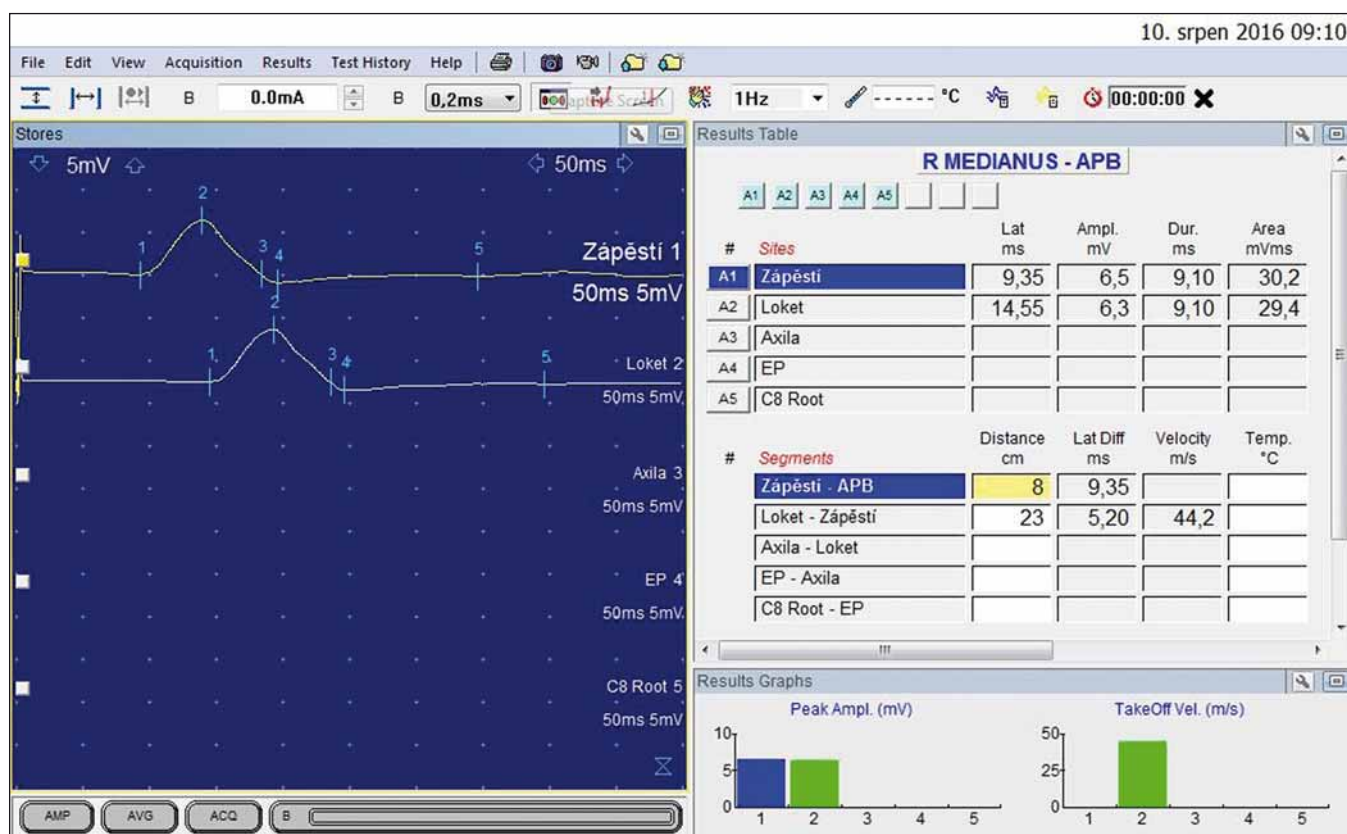 10. srpen 2016 09:10
File Edit View Acquisition Results Test History Help
B 0.0mA B 0,2ms 1Hz ------ °C 00:00:00
Stores
5mV 50ms
2
1 3 4 5 Zápěstí 1
50ms 5mV
2
1 3 4 5 Loket 2
50ms 5mV
Axila 3
50ms 5mV
EP 4
50ms 5mV
C8 Root 5
50ms 5mV
AMP AVG ACQ B
Results Table
R MEDIANUS - APB
A1 A2 A3 A4 A5
# Sites Lat ms Ampl. mV Dur. ms Area mVms
A1 Zápěstí 9,35 6,5 9,10 30,2
A2 Loket 14,55 6,3 9,10 29,4
A3 Axila
A4 EP
A5 C8 Root
# Segments Distance cm Lat Diff ms Velocity m/s Temp. °C
Zápěstí - APB 8 9,35
Loket - Zápěstí 23 5,20 44,2
Axila - Loket
EP - Axila
C8 Root - EP
Results Graphs
Peak Ampl. (mV)
10
5
0
1 2 3 4 5
TakeOff Vel. (m/s)
50
25
0
1 2 3 4 5